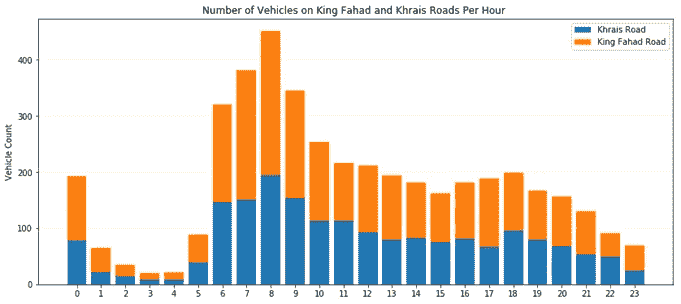 Number of Vehicles on King Fahad and Khrais Roads Per Hour
Khrais Road
King Fahad Road
400
300
200
100
0
Vehicle Count
0 1 2 3 4 5 6 7 8 9 10 11 12 13 14 15 16 17 18 19 20 21 22 23